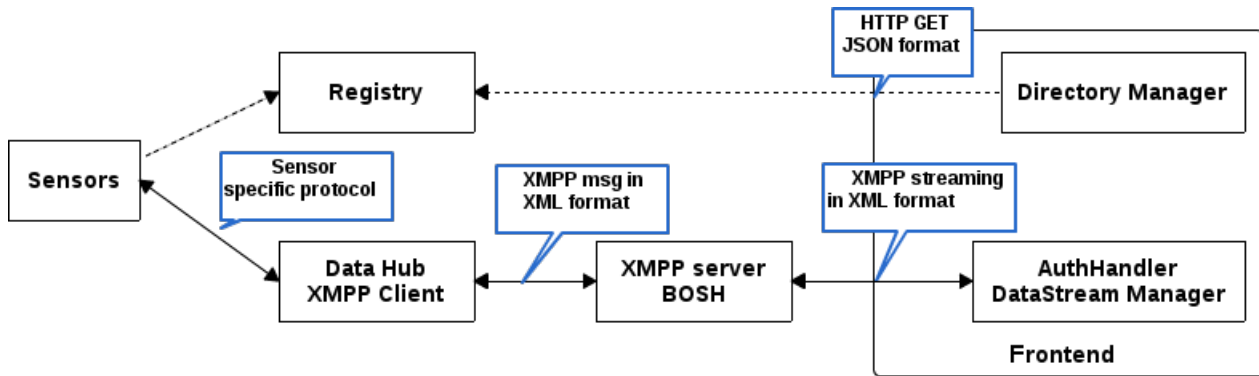 HTTP GET
JSON format
Registry
Directory Manager
Sensors
Sensor
specific protocol
XMPP msg in
XML format
XMPP streaming
in XML format
Data Hub
XMPP Client
XMPP server
BOSH
AuthHandler
DataStream Manager
Frontend